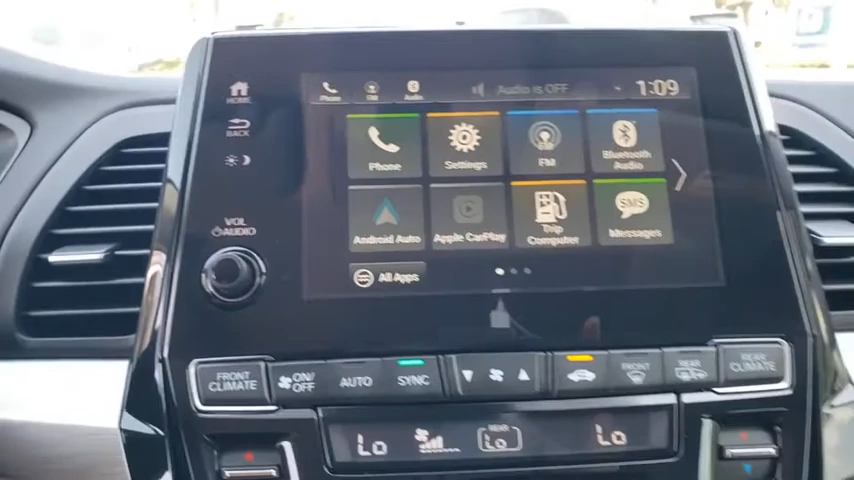 HOME
Phone FM Audio Audio is OFF 1:09
BACK
Phone Settings FM Bluetooth
Audio
VOL
AUDIO
Android Auto Apple CarPlay Trip
Computer SMS
Messages
All Apps
FRONT
CLIMATE ON/
OFF AUTO SYNC FRONT REAR REAR
CLIMATE
Lo REAR
Lo Lo